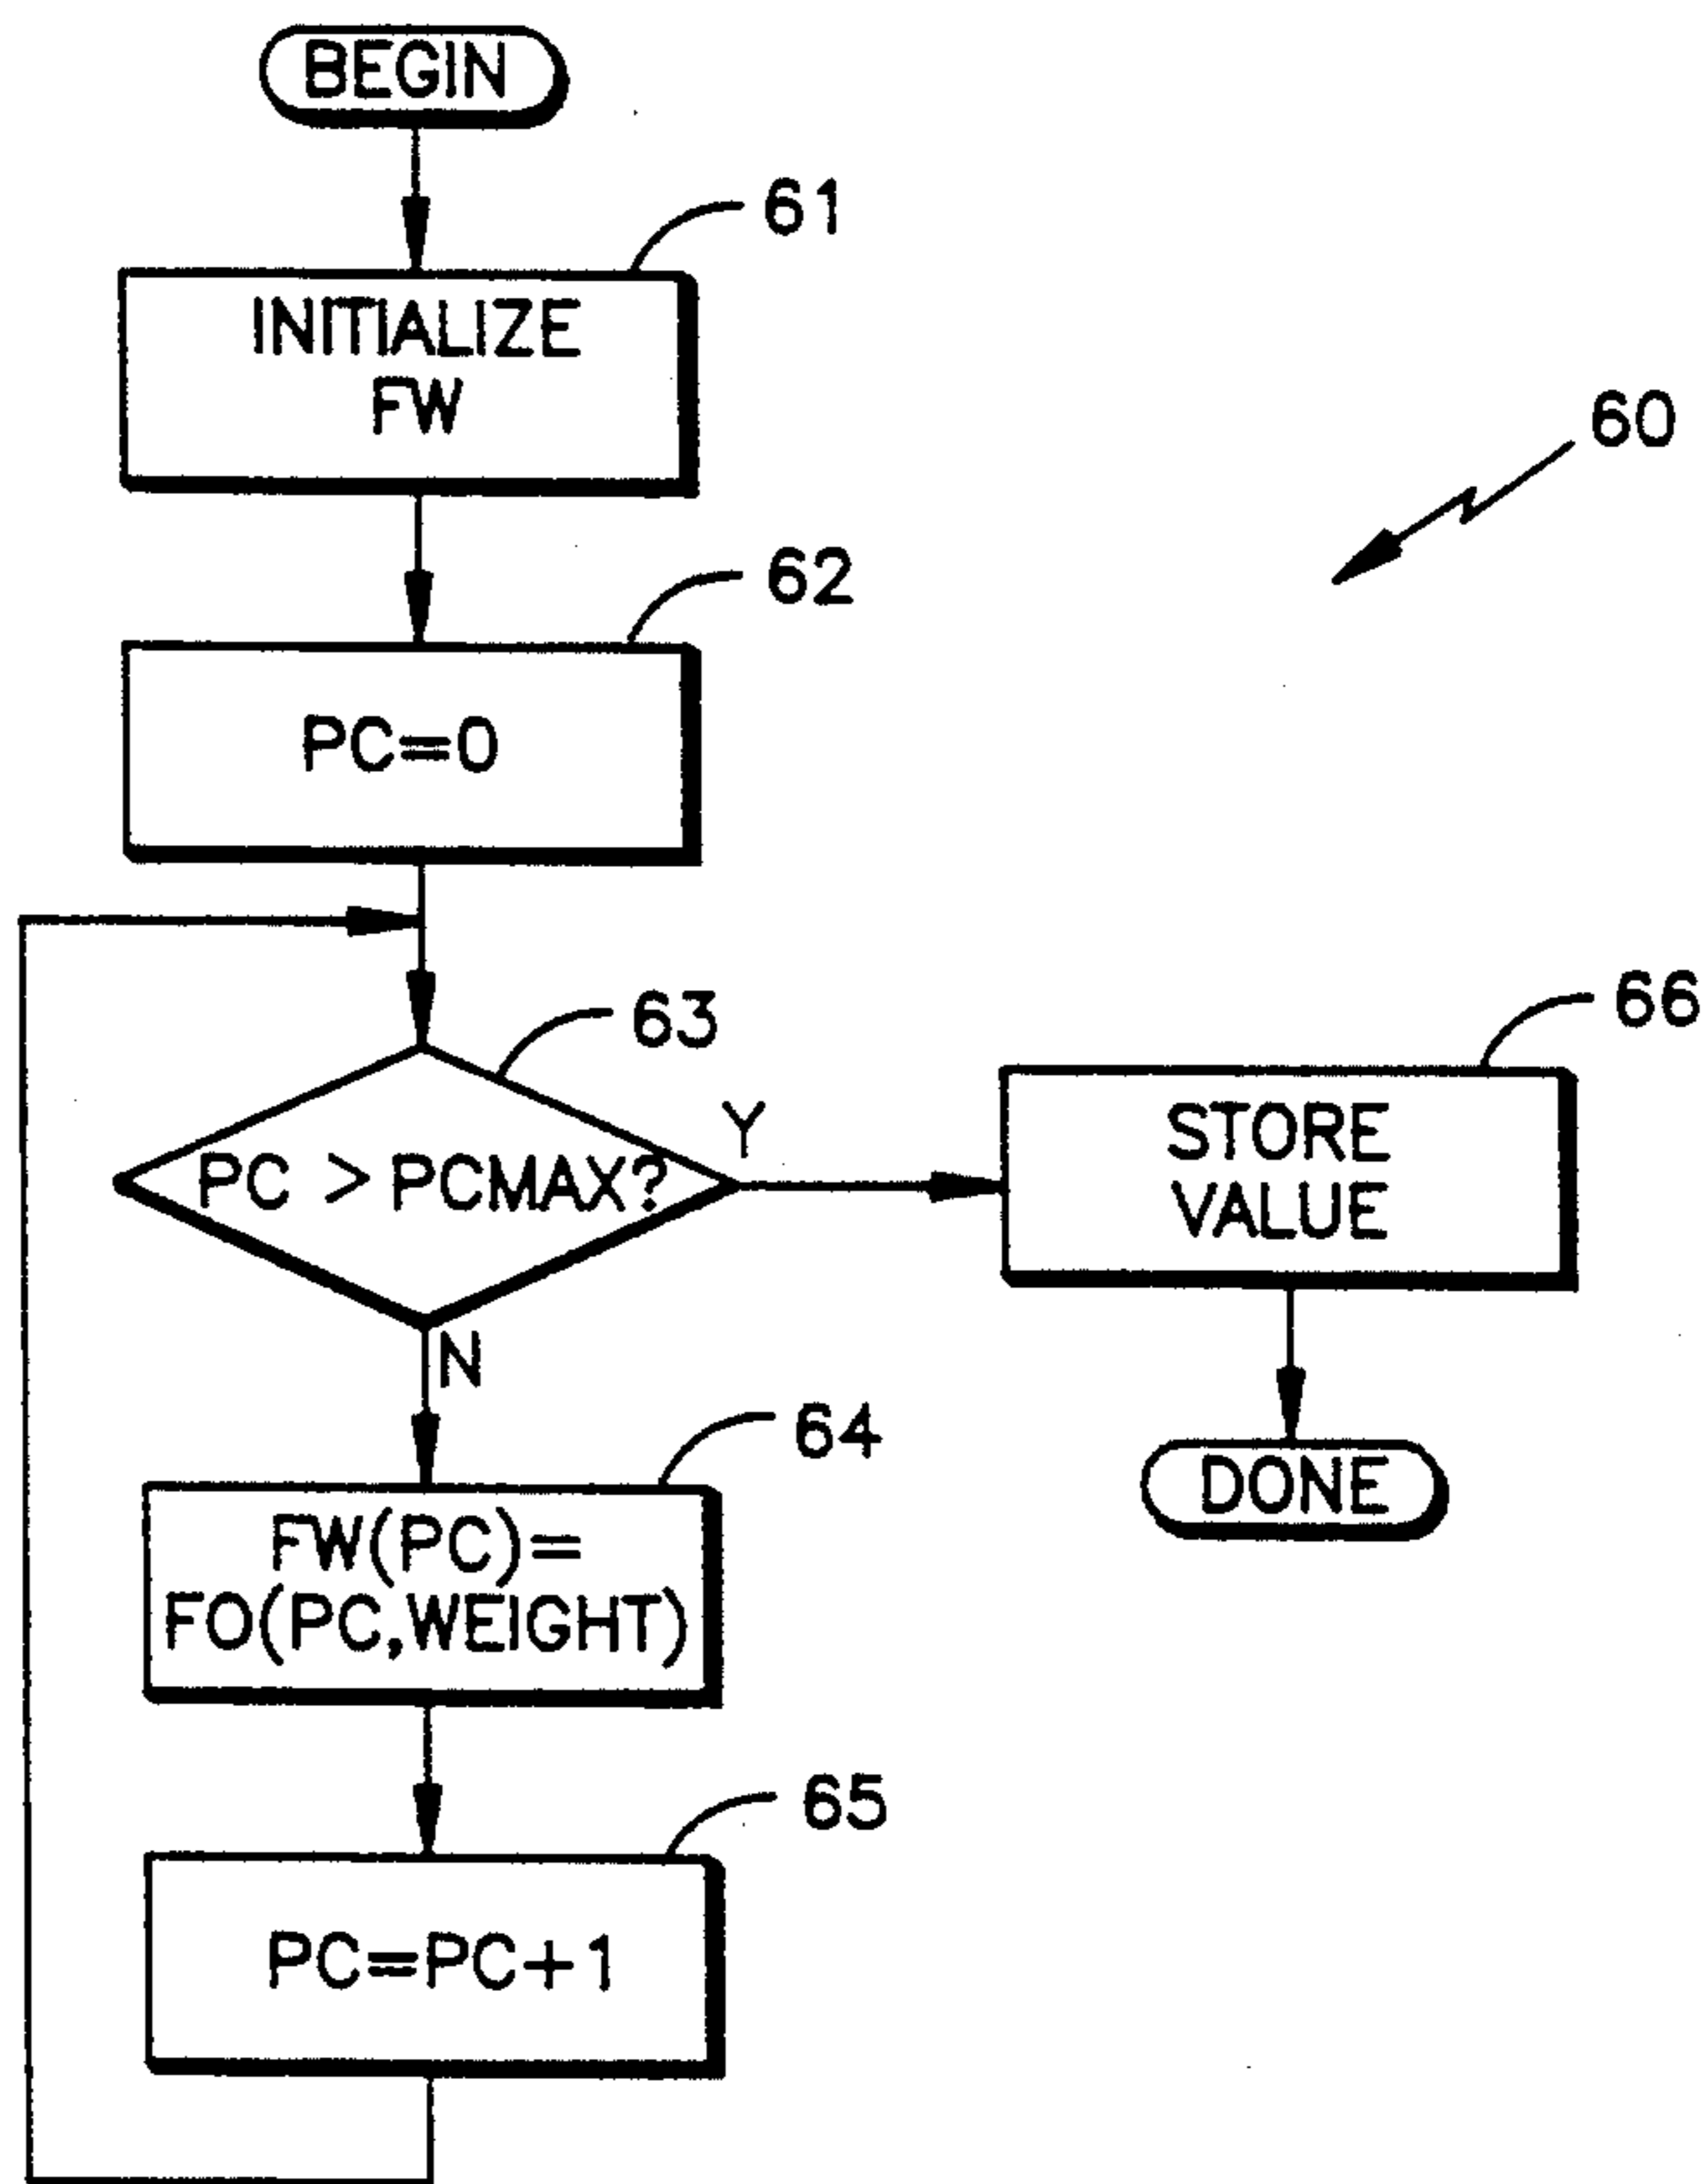 BEGIN
61
INITIALIZE
FW
60
62
PC=0
63
66
PC > PCMAX?
Y
STORE
VALUE
N
64
DONE
FW(PC)=
FO(PC,WEIGHT)
65
PC=PC+1